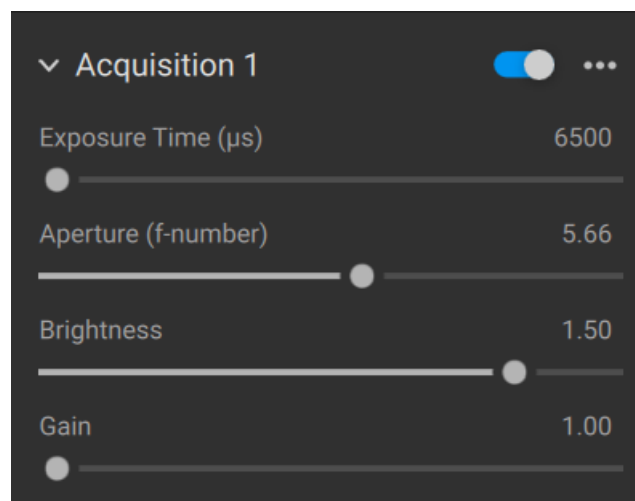 Acquisition 1
Exposure Time (µs) 6500
Aperture (f-number) 5.66
Brightness 1.50
Gain 1.00